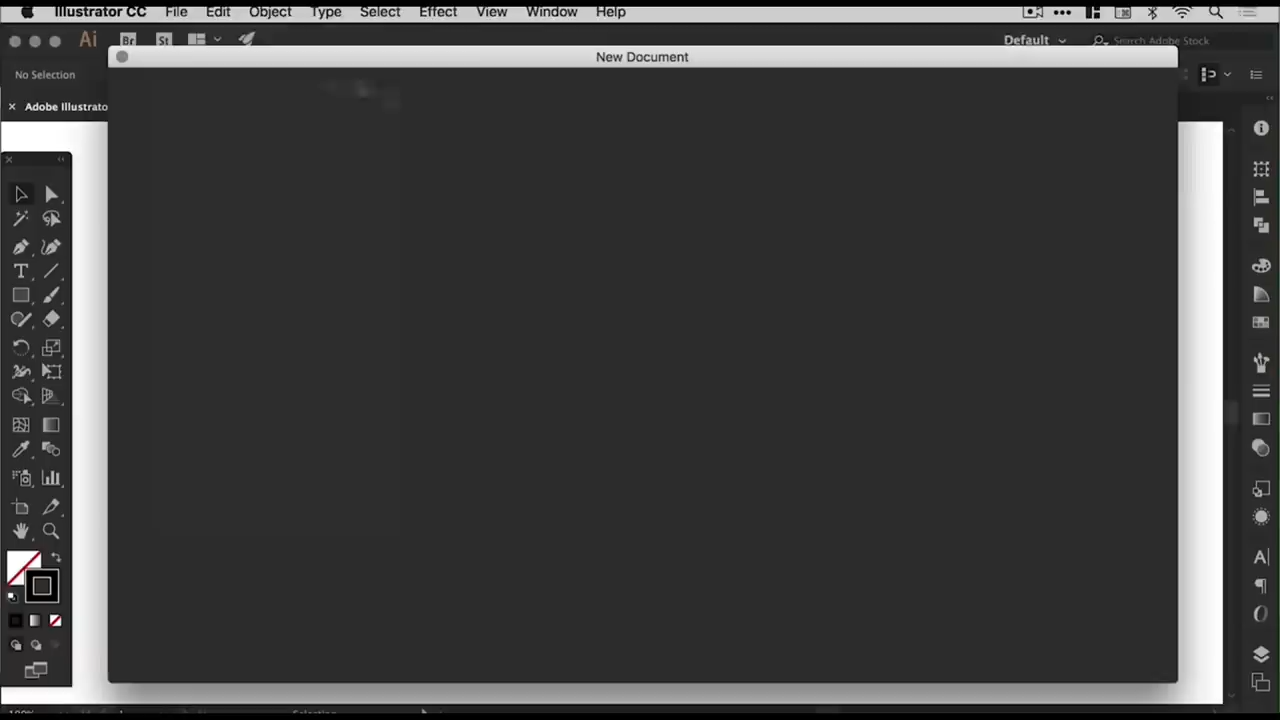 Illustrator CC File Edit Object Type Select Effect View Window Help
Ai Br St Default Search Adobe Stock
New Document
No Selection
Adobe Illustrato
T
A